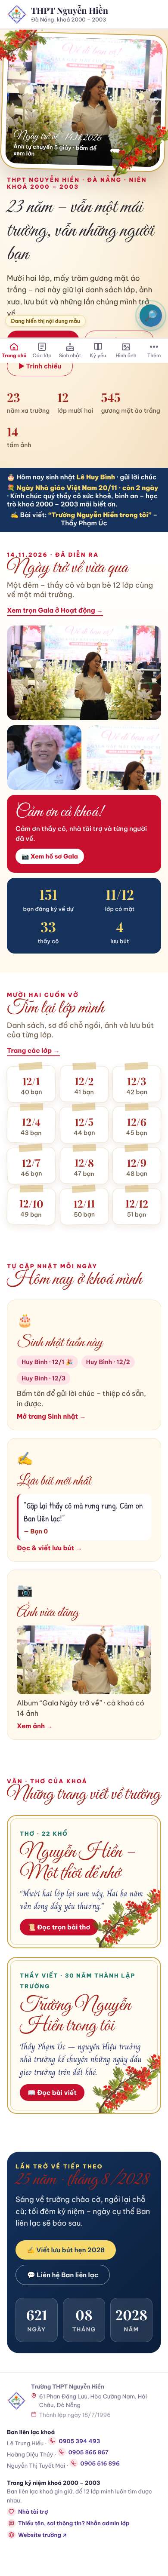 THPT Nguyễn Hiền
Đà Nẵng, khoá 2000 – 2003
Ảnh tự chuyển 5 giây · bấm để
xem lớn
THPT NGUYỄN HIỀN · ĐÀ NẴNG · NIÊN
KHOÁ 2000 – 2003
23 năm – vẫn một mái
trường, vẫn những người
bạn
Mười hai lớp, mấy trăm gương mặt áo
trắng – nay về lại dưới cành bạch lạp, ánh
xưa, lưu bút và những lần chúng mình trở
về
Đang hiển thị nội dung mẫu
Trang chủ
Các lớp
Sinh nhật
Kỷ yếu
Hình ảnh
Thêm
▶ Trình chiếu
23
năm xa trường
12
lớp mười hai
545
gương mặt áo trắng
14
tấm ảnh
🎂 Hôm nay sinh nhật Lê Huy Bình · gửi lời chúc
💐 Ngày Nhà giáo Việt Nam 20/11 · còn 2 ngày
· Kính chúc quý thầy cô sức khoẻ, bình an – học
trò khoá 2000 – 2003 mãi biết ơn.
✍️ Bài viết: “Trường Nguyễn Hiền trong tôi” –
Thầy Phạm Úc
14.11.2026 · ĐÃ DIỄN RA
Ngày trở về vừa qua
Một đêm – thầy cô và bạn bè 12 lớp cùng
về một trường.
Xem trọn Gala ở Hoạt động →
Cảm ơn cả khoá!
Cảm ơn thầy cô, nhà tài trợ và từng người
đã về.
📷 Xem hồ sơ Gala
151
bạn đăng ký về dự
11/12
lớp có mặt
33
thầy cô
4
lưu bút
MƯỜI HAI CUỐN VỞ
Tìm lại lớp mình
Danh sách, sơ đồ chỗ ngồi, ảnh và lưu bút
của từng lớp.
Trang các lớp →
12/1
40 bạn
12/2
41 bạn
12/3
42 bạn
12/4
43 bạn
12/5
44 bạn
12/6
45 bạn
12/7
46 bạn
12/8
47 bạn
12/9
48 bạn
12/10
49 bạn
12/11
50 bạn
12/12
51 bạn
TỰ CẬP NHẬT MỖI NGÀY
Hôm nay ở khoá mình
Sinh nhật tuần này
Huy Bình · 12/1 🎉
Huy Bình · 12/2
Huy Bình · 12/3
Bấm tên để gửi lời chúc – thiệp có sẵn,
in được.
Mở trang Sinh nhật →
Lưu bút mới nhất
“Gặp lại thầy cô mà rưng rưng. Cảm ơn
Ban liên lạc!”
– Bạn 0
Đọc & viết lưu bút →
Ảnh vừa đăng
Album “Gala Ngày trở về” · cả khoá có
14 ảnh
Xem ảnh →
VĂN · THƠ CỦA KHOÁ
Những trang viết về trường
THƠ · 22 KHỔ
Nguyễn Hiền –
Một thời để nhớ
“Mười hai lớp lại sum vầy, Hai ba năm
vẫn đong đầy yêu thương.”
📜 Đọc trọn bài thơ
THẦY VIẾT · 30 NĂM THÀNH LẬP
TRƯỜNG
Trường Nguyễn
Hiền trong tôi
Thầy Phạm Úc – nguyên Hiệu trưởng
nhà trường, kể chuyện những ngày đầu
gieo trồng trên đất cát.
📖 Đọc bài viết
LẦN TRỞ VỀ TIẾP THEO
25 năm · tháng 8/2028
Sáng về trường chào cờ, ngồi lại chỗ
cũ; tối đêm kỷ niệm – ngày cụ thể Ban
liên lạc sẽ báo sau.
✍️ Viết lưu bút hẹn 2028
💬 Liên hệ Ban liên lạc
621
NGÀY
08
THÁNG
2028
NĂM
Trường THPT Nguyễn Hiền
61 Phan Đăng Lưu, Hòa Cường Nam, Hải
Châu, Đà Nẵng
Thành lập ngày 18/7/1996
Ban liên lạc khoá
Lê Trung Hiếu · 0905 394 493
Hoàng Diệu Thúy · 0905 865 867
Nguyễn Thị Tuyết Mai · 0905 516 896
Trang kỷ niệm khoá 2000 – 2003
Ban liên lạc khoá gìn giữ, để 12 lớp mình luôn tìm được
nhau.
Nhà tài trợ
Thiếu tên, sai thông tin? Nhắn admin lớp
Website trường ↗